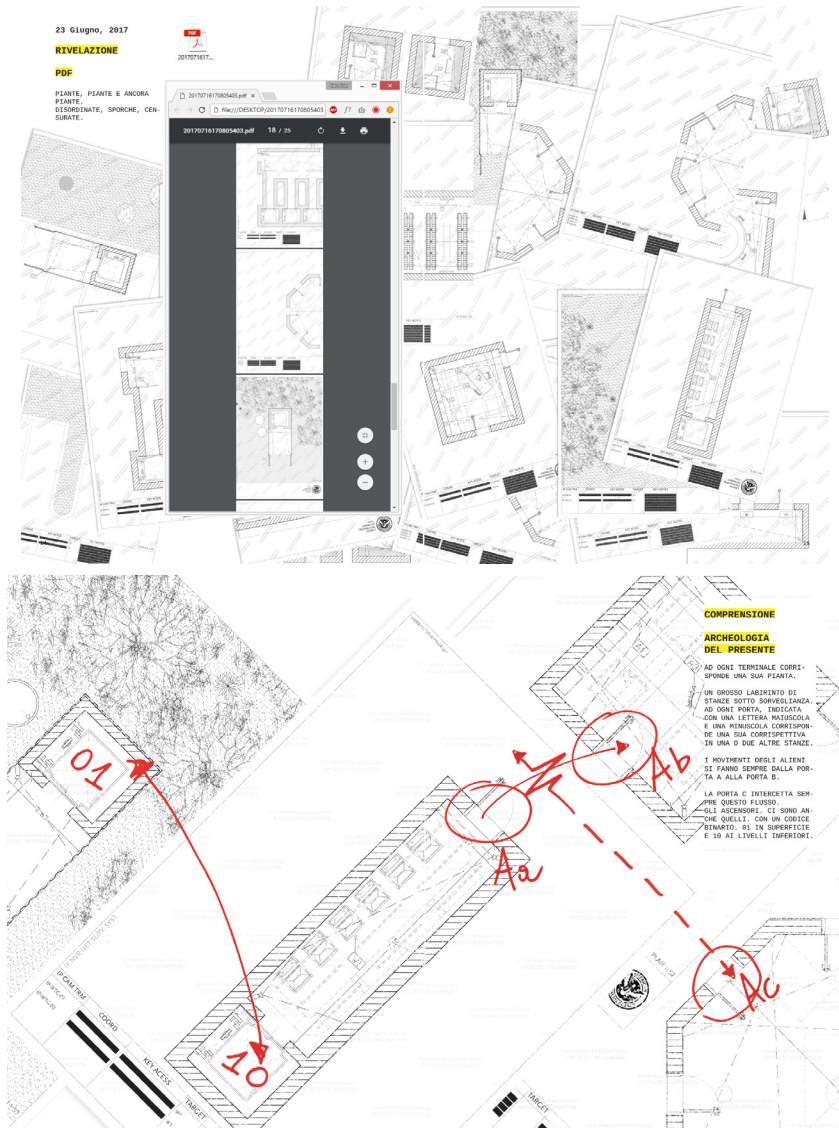 23 Giugno, 2017
RIVELAZIONE
PDF
PIANTE, PIANTE E ANCORA
PIANTE.
DISORDINATE, SPORCHE, CEN-
SURATE.
PDF
2017071617...
20170716170805403.pdf
file:///DESKTOP/20170716170805403
20170716170805403.pdf 18 / 25
COMPRENSIONE
ARCHEOLOGIA
DEL PRESENTE
AD OGNI TERMINALE CORRI-
SPONDE UNA SUA PIANTA.
UN GROSSO LABIRINTO DI
STANZE SOTTO SORVEGLIANZA.
AD OGNI PORTA, INDICATA
CON UNA LETTERA MAIUSCOLA
E UNA MINUSCOLA CORRISPON-
DE UNA SUA CORRISPETTIVA
IN UNA O DUE ALTRE STANZE.
I MOVIMENTI DEGLI ALIENI
SI FANNO SEMPRE DALLA POR-
TA A ALLA PORTA B.
LA PORTA C INTERCETTA SEM-
PRE QUESTO FLUSSO.
GLI ASCENSORI. CI SONO AN-
CHE QUELLI. CON UN CODICE
BINARIO. 01 IN SUPERFICIE
E 10 AI LIVELLI INFERIORI.
01
Ab
Aa
Ac
10
IP CAM TRM
COORD
KEY ACESS
TARGET
PLAN 1:50
TARGET